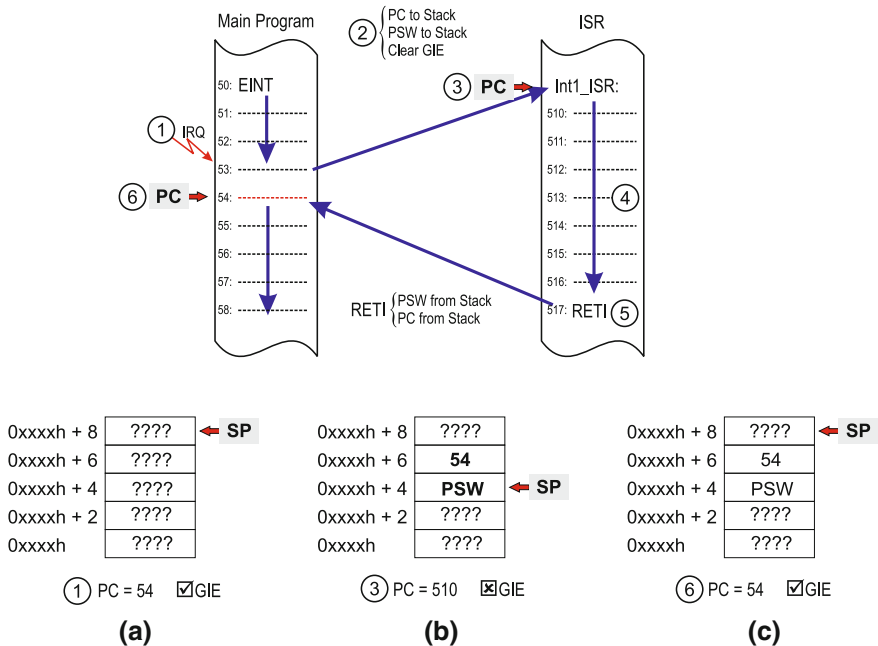 Main Program
2 PC to Stack
PSW to Stack
Clear GIE
ISR
50: EINT
51:
52:
1 IRQ
53:
6 PC
54:
55:
56:
57:
58:
3 PC
Int1_ISR:
510:
511:
512:
513: 4
514:
515:
516:
517: RETI 5
RETI PSW from Stack
PC from Stack
0xxxxh + 8 ???? SP
0xxxxh + 6 ????
0xxxxh + 4 ????
0xxxxh + 2 ????
0xxxxh ????
1 PC = 54 ☑GIE
(a)
0xxxxh + 8 ????
0xxxxh + 6 54
0xxxxh + 4 PSW SP
0xxxxh + 2 ????
0xxxxh ????
3 PC = 510 ☒GIE
(b)
0xxxxh + 8 ???? SP
0xxxxh + 6 54
0xxxxh + 4 PSW
0xxxxh + 2 ????
0xxxxh ????
6 PC = 54 ☑GIE
(c)